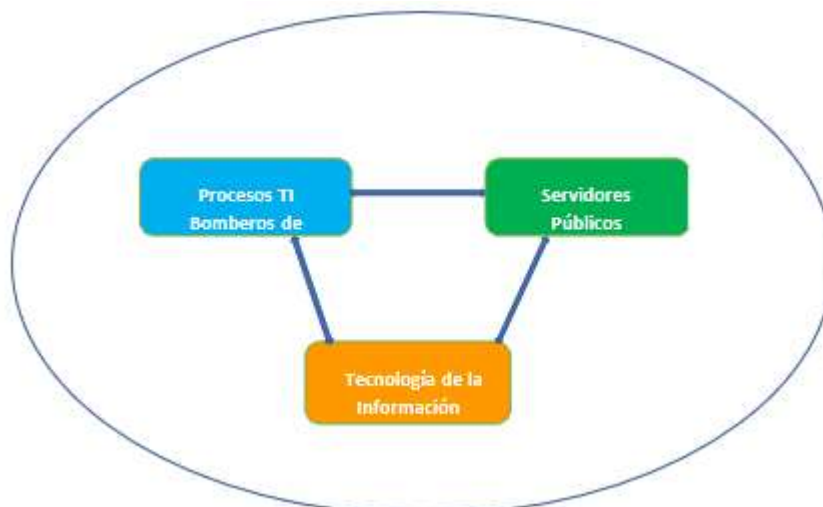 Procesos TI
Bomberos de
Servidores
Públicos
Tecnología de la
Información